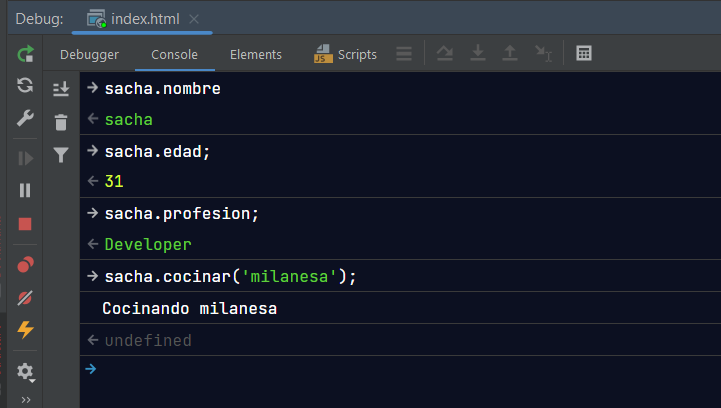 Debug: index.html
Debugger Console Elements JS Scripts
sacha.nombre
sacha
sacha.edad;
31
sacha.profesion;
Developer
sacha.cocinar('milanesa');
Cocinando milanesa
undefined